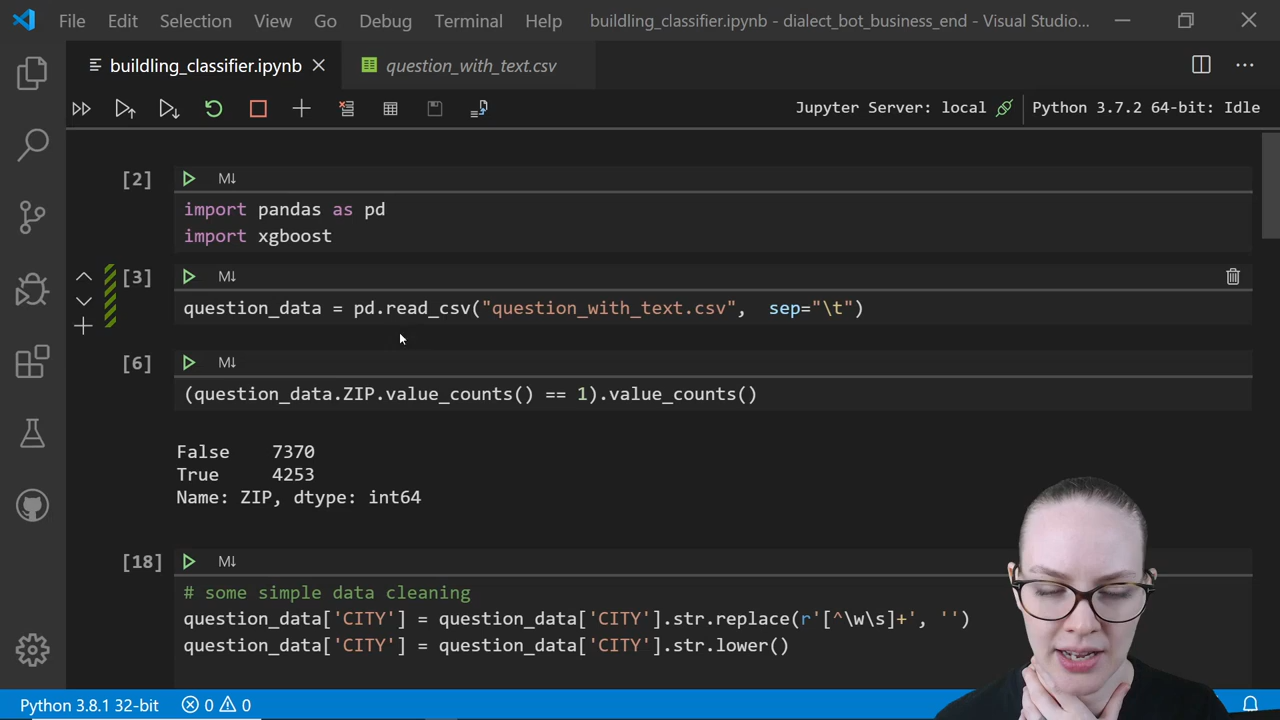 File Edit Selection View Go Debug Terminal Help buildling_classifier.ipynb - dialect_bot_business_end - Visual Studio...
buildling_classifier.ipynb question_with_text.csv
Jupyter Server: local Python 3.7.2 64-bit: Idle
[2] M↓
import pandas as pd
import xgboost
[3] M↓
question_data = pd.read_csv("question_with_text.csv",  sep="\t")
[6] M↓
(question_data.ZIP.value_counts() == 1).value_counts()
False    7370
True     4253
Name: ZIP, dtype: int64
[18] M↓
# some simple data cleaning
question_data['CITY'] = question_data['CITY'].str.replace(r'[^\w\s]+', '')
question_data['CITY'] = question_data['CITY'].str.lower()
Python 3.8.1 32-bit 0 0